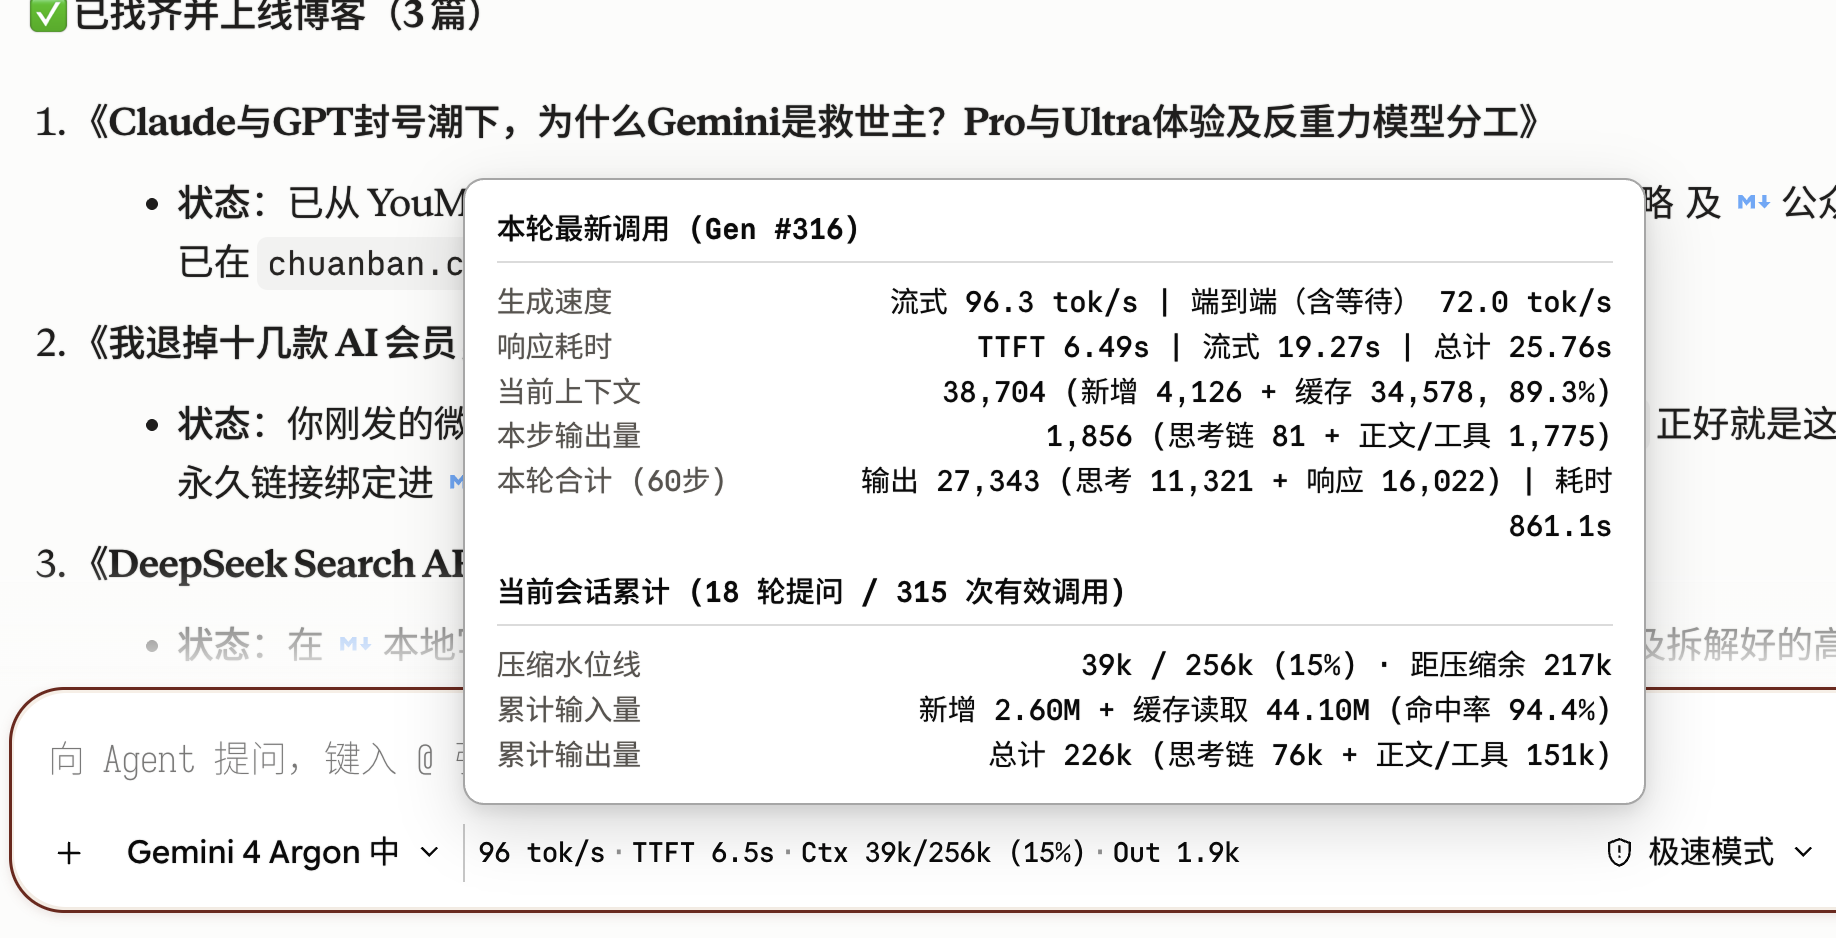 ✅ 已找齐并上线博客（3 篇）
1. 《Claude与GPT封号潮下，为什么Gemini是救世主？Pro与Ultra体验及反重力模型分工》
• 状态：已从 YouM
略 及 公众
已在 chuanban.c
2. 《我退掉十几款 AI 会员
• 状态：你刚发的微
正好就是这
永久链接绑定进
3. 《DeepSeek Search AI
• 状态：在 本地
及拆解好的高
本轮最新调用 (Gen #316)
生成速度 流式 96.3 tok/s | 端到端（含等待） 72.0 tok/s
响应耗时 TTFT 6.49s | 流式 19.27s | 总计 25.76s
当前上下文 38,704 (新增 4,126 + 缓存 34,578, 89.3%)
本步输出量 1,856 (思考链 81 + 正文/工具 1,775)
本轮合计 (60步) 输出 27,343 (思考 11,321 + 响应 16,022) | 耗时
861.1s
当前会话累计 (18 轮提问 / 315 次有效调用)
压缩水位线 39k / 256k (15%) · 距压缩余 217k
累计输入量 新增 2.60M + 缓存读取 44.10M (命中率 94.4%)
累计输出量 总计 226k (思考链 76k + 正文/工具 151k)
向 Agent 提问，键入 @
Gemini 4 Argon 中 96 tok/s · TTFT 6.5s · Ctx 39k/256k (15%) · Out 1.9k 极速模式